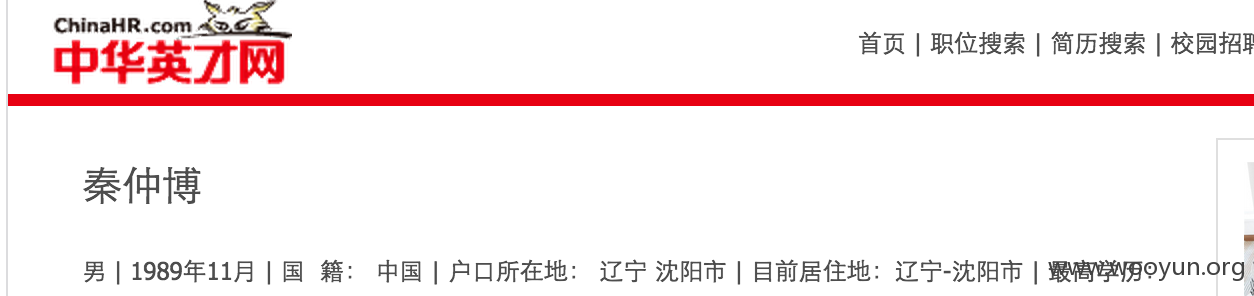 ChinaHR.com
中华英才网
首页 | 职位搜索 | 简历搜索 | 校园招聘
秦仲博
男 | 1989年11月 | 国 籍： 中国 | 户口所在地： 辽宁 沈阳市 | 目前居住地：辽宁-沈阳市 | 最高学历：
www.wooyun.org